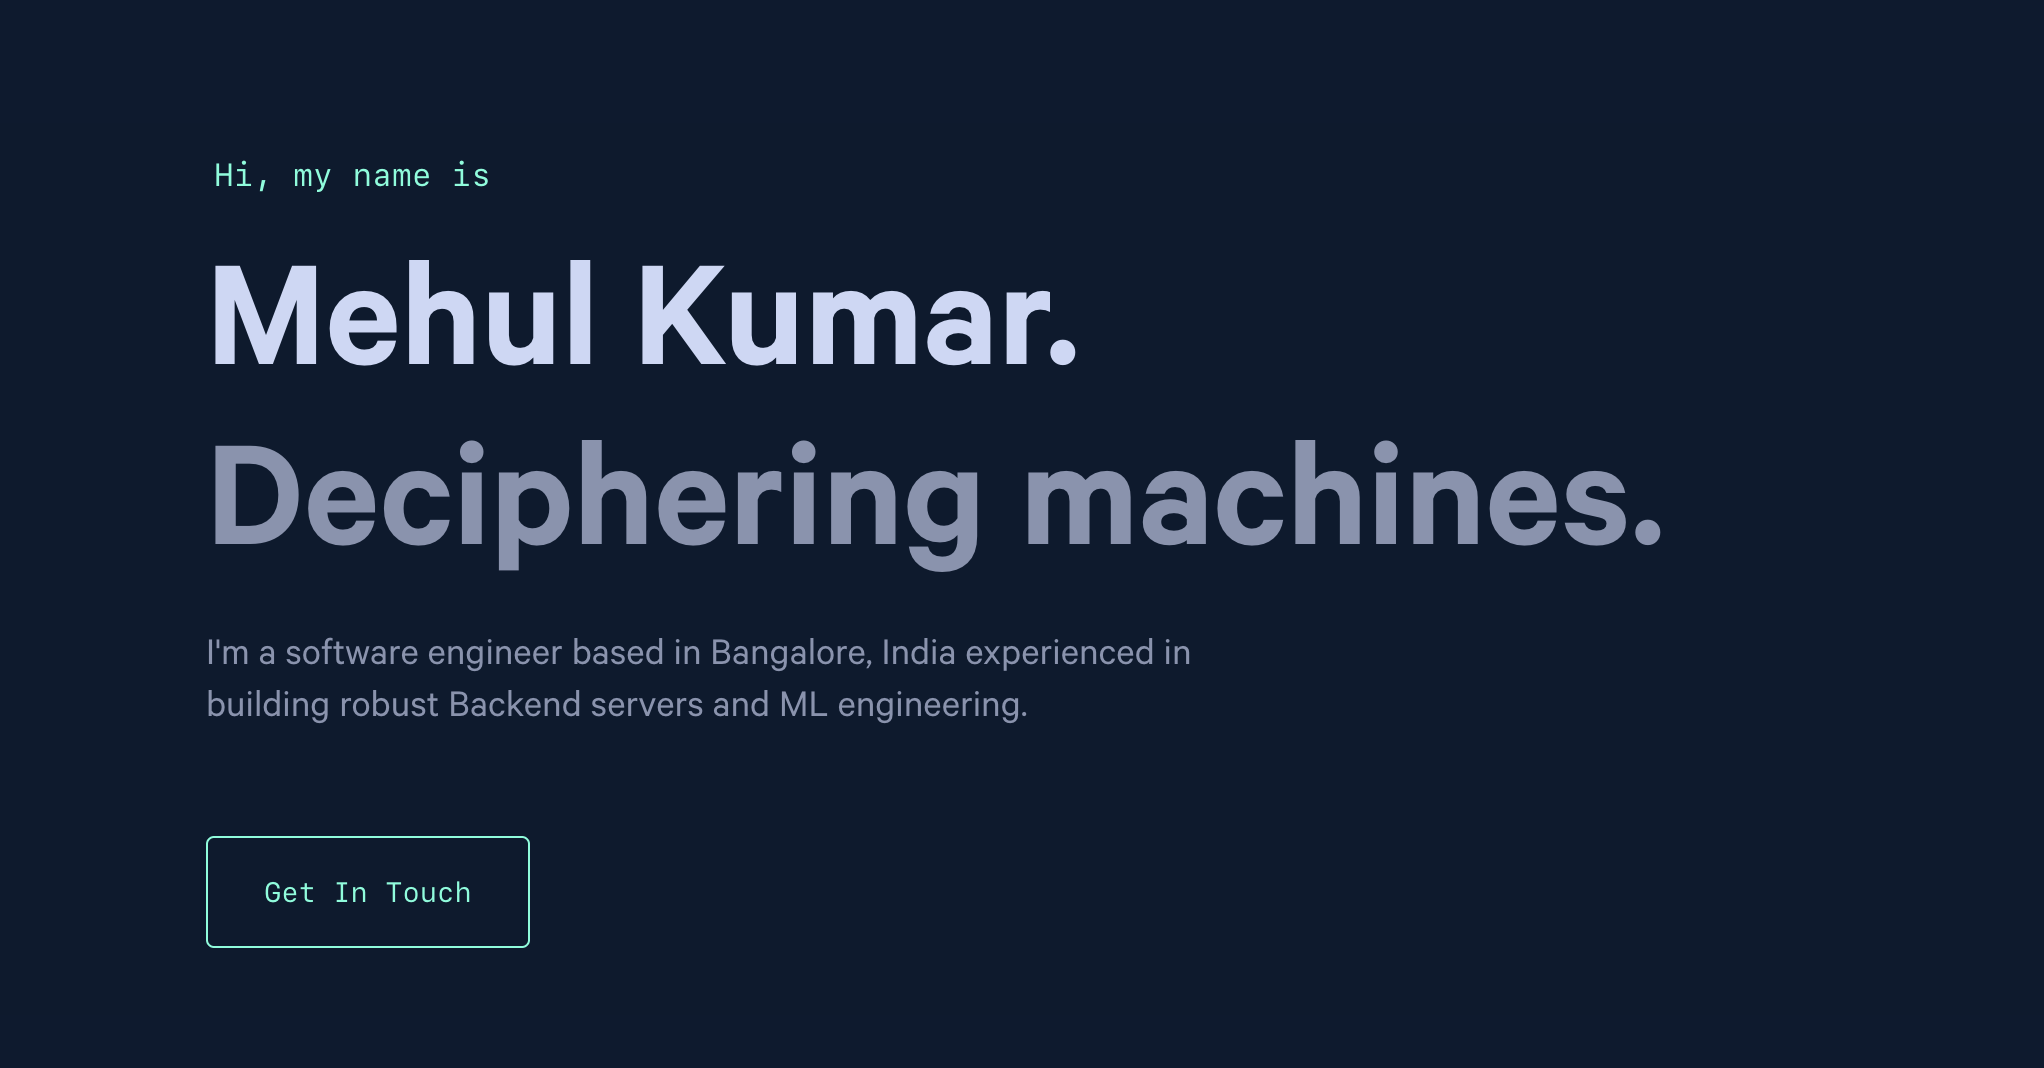 Hi, my name is
Mehul Kumar.
Deciphering machines.
I'm a software engineer based in Bangalore, India experienced in
building robust Backend servers and ML engineering.
Get In Touch